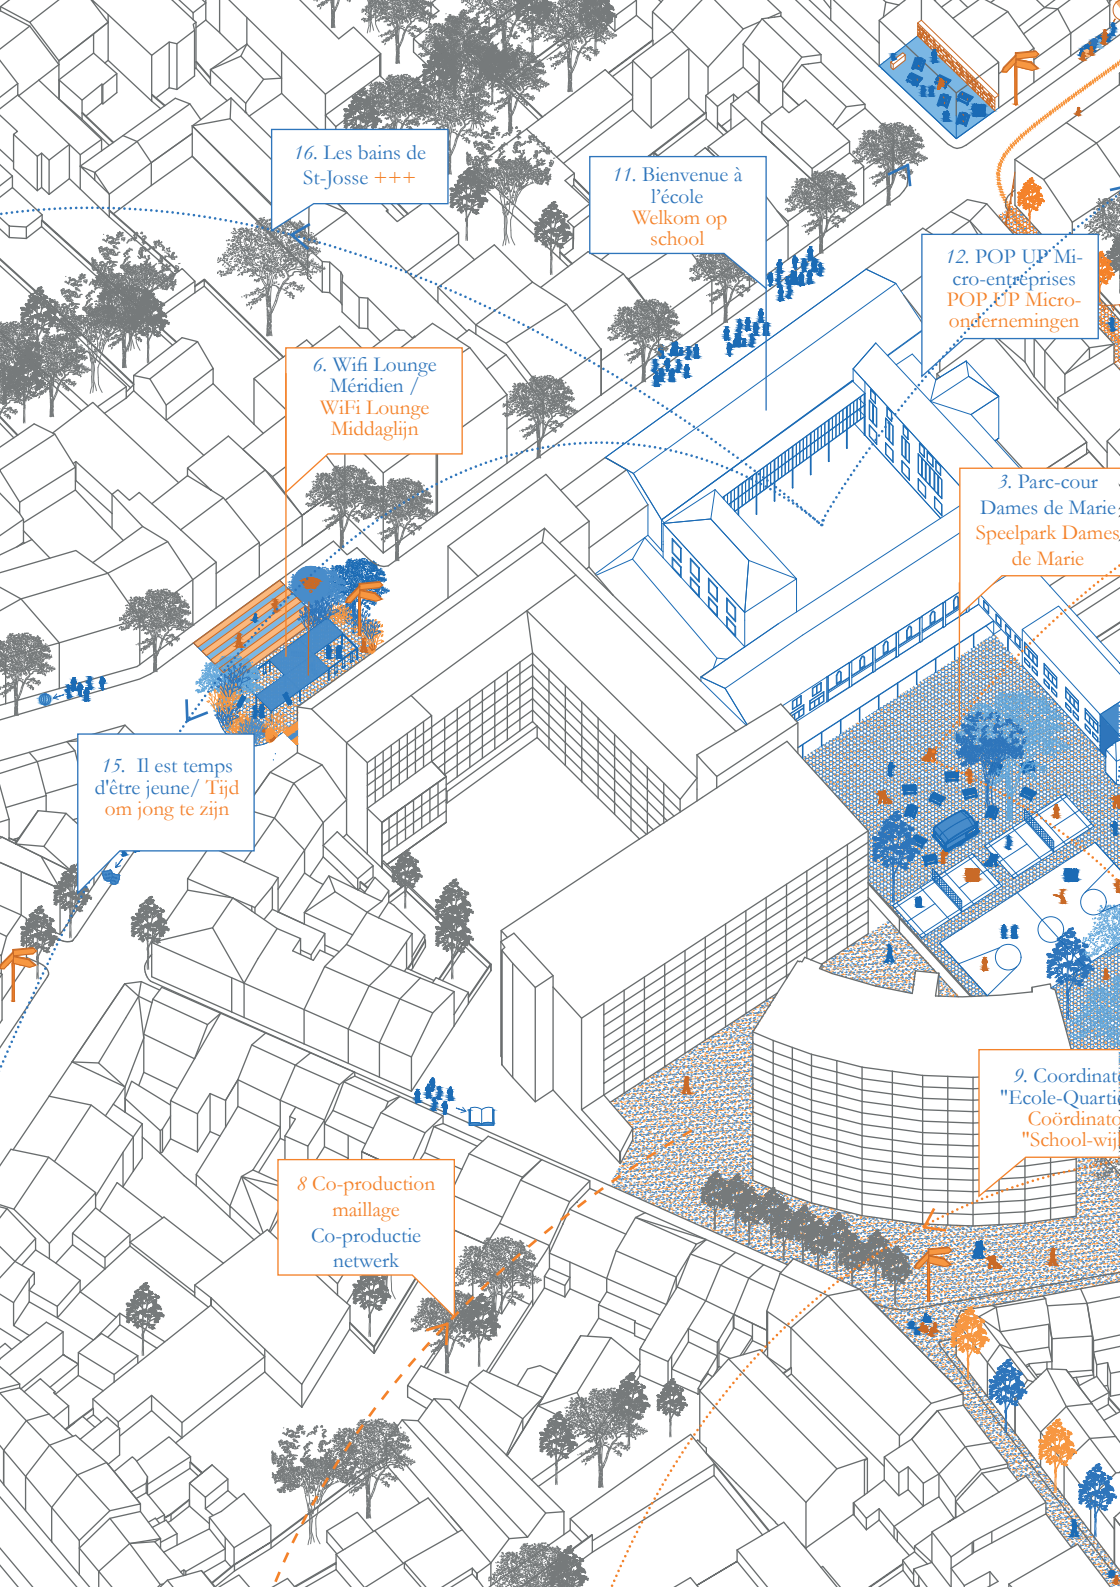 16. Les bains de
St-Josse +++
11. Bienvenue à
l'école
Welkom op
school
12. POP UP Mi-
cro-entreprises
POP UP Micro-
ondernemingen
6. Wifi Lounge
Méridien /
WiFi Lounge
Middaglijn
3. Parc-cour
Dames de Marie
Speelpark Dames
de Marie
15. Il est temps
d'être jeune/ Tijd
om jong te zijn
9. Coordinat
"Ecole-Quarti
Coördinato
"School-wij
8 Co-production
maillage
Co-productie
netwerk